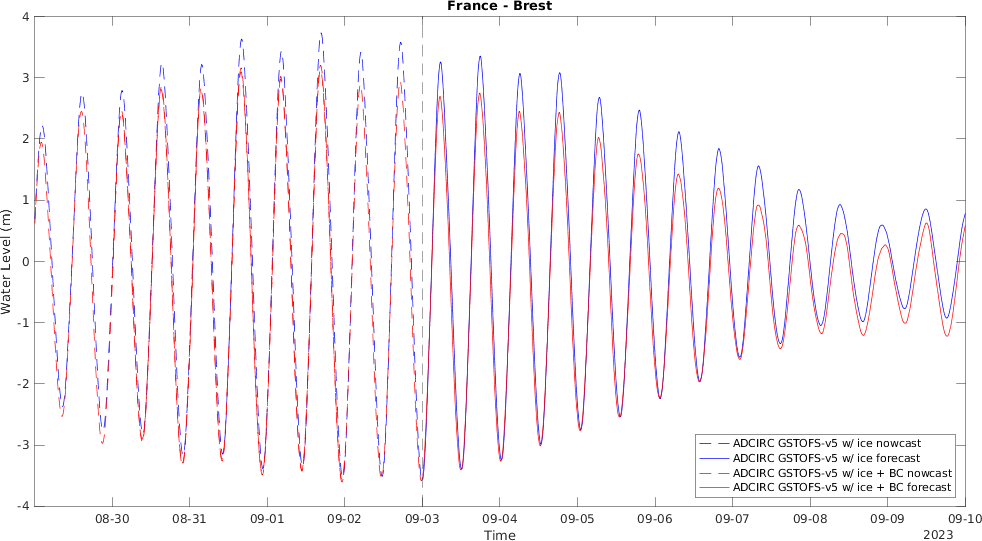 France - Brest
4
3
2
1
0
-1
-2
-3
-4
Water Level (m)
08-30 08-31 09-01 09-02 09-03 09-04 09-05 09-06 09-07 09-08 09-09 09-10
Time
2023
ADCIRC GSTOFS-v5 w/ ice nowcast
ADCIRC GSTOFS-v5 w/ ice forecast
ADCIRC GSTOFS-v5 w/ ice + BC nowcast
ADCIRC GSTOFS-v5 w/ ice + BC forecast